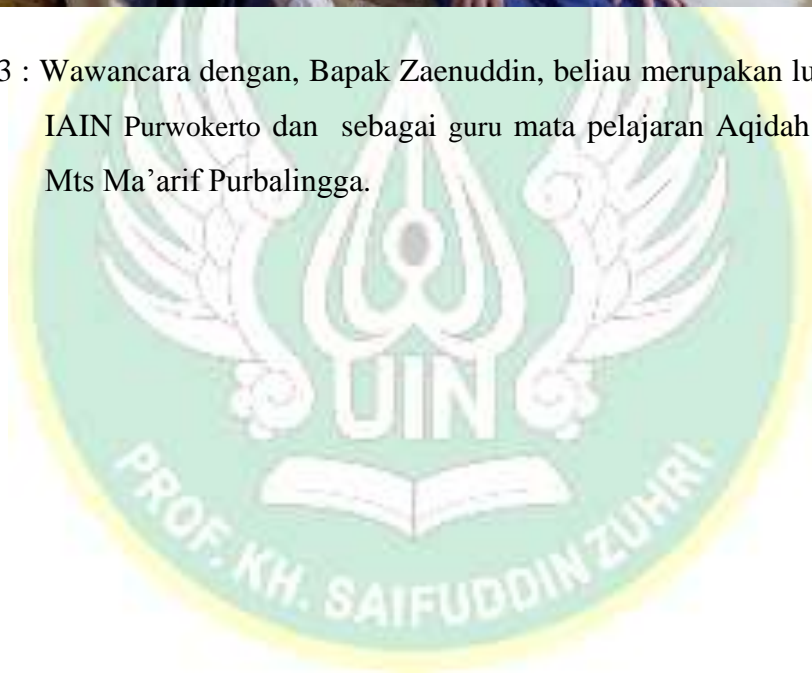 3 : Wawancara dengan, Bapak Zaenuddin, beliau merupakan lu
IAIN Purwokerto dan sebagai guru mata pelajaran Aqidah
Mts Ma’arif Purbalingga.
UIN
PROF. KH. SAIFUDDIN ZUHRI